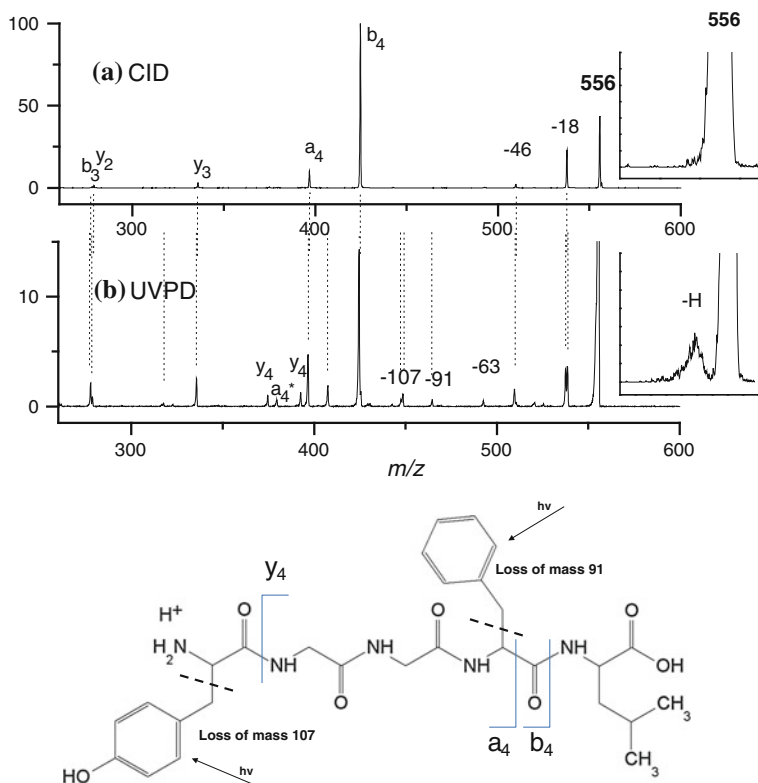 100
(a) CID
b₄
556
556
50
-18
-46
a₄
b₃ y₂
y₃
0
300
400
500
600
(b) UVPD
-H
10
y₄
a₄*
y₄
-107
-91
-63
0
300
400
500
600
m/z
hν
y₄
Loss of mass 91
H⁺
O
O
O
H₂N
NH
NH
NH
NH
OH
O
O
Loss of mass 107
a₄
b₄
CH₃
HO
hν
CH₃